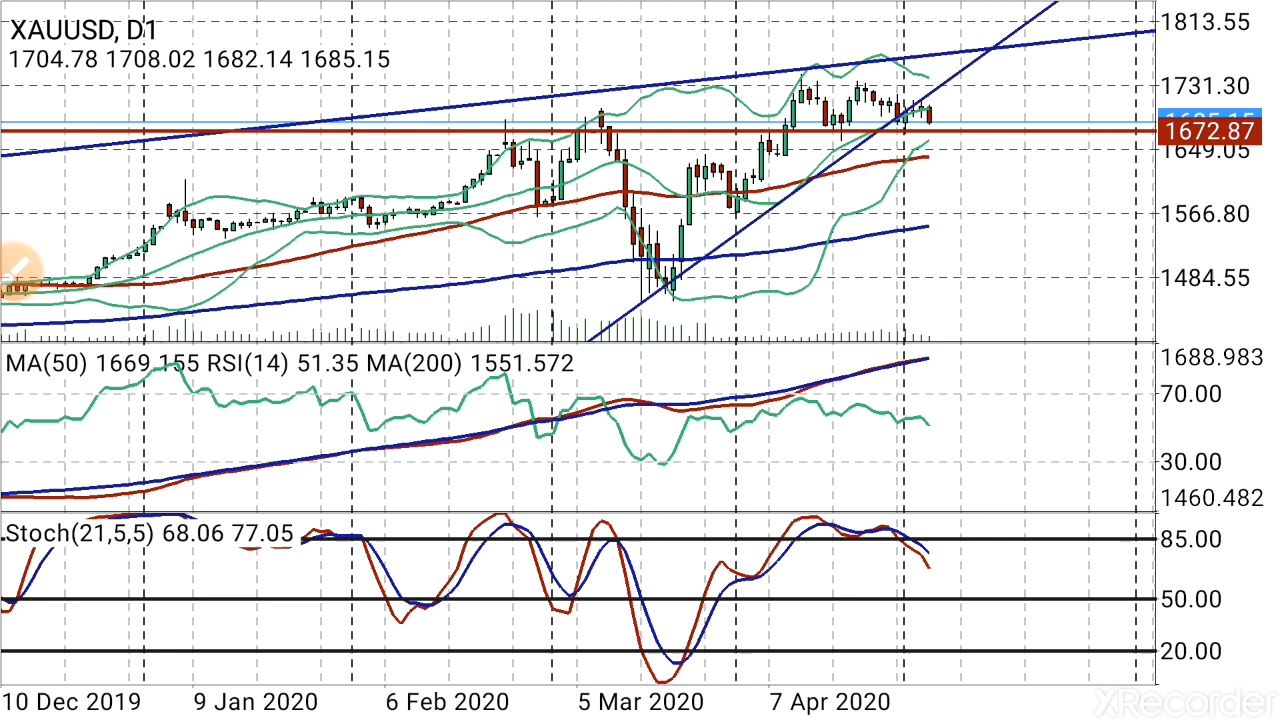 XAUUSD, D1
1704.78 1708.02 1682.14 1685.15
1813.55
1731.30
1685.15
1672.87
1649.05
1566.80
1484.55
MA(50) 1669.155 RSI(14) 51.35 MA(200) 1551.572
1688.983
70.00
30.00
1460.482
Stoch(21,5,5) 68.06 77.05
85.00
50.00
20.00
10 Dec 2019 9 Jan 2020 6 Feb 2020 5 Mar 2020 7 Apr 2020
XRecorder